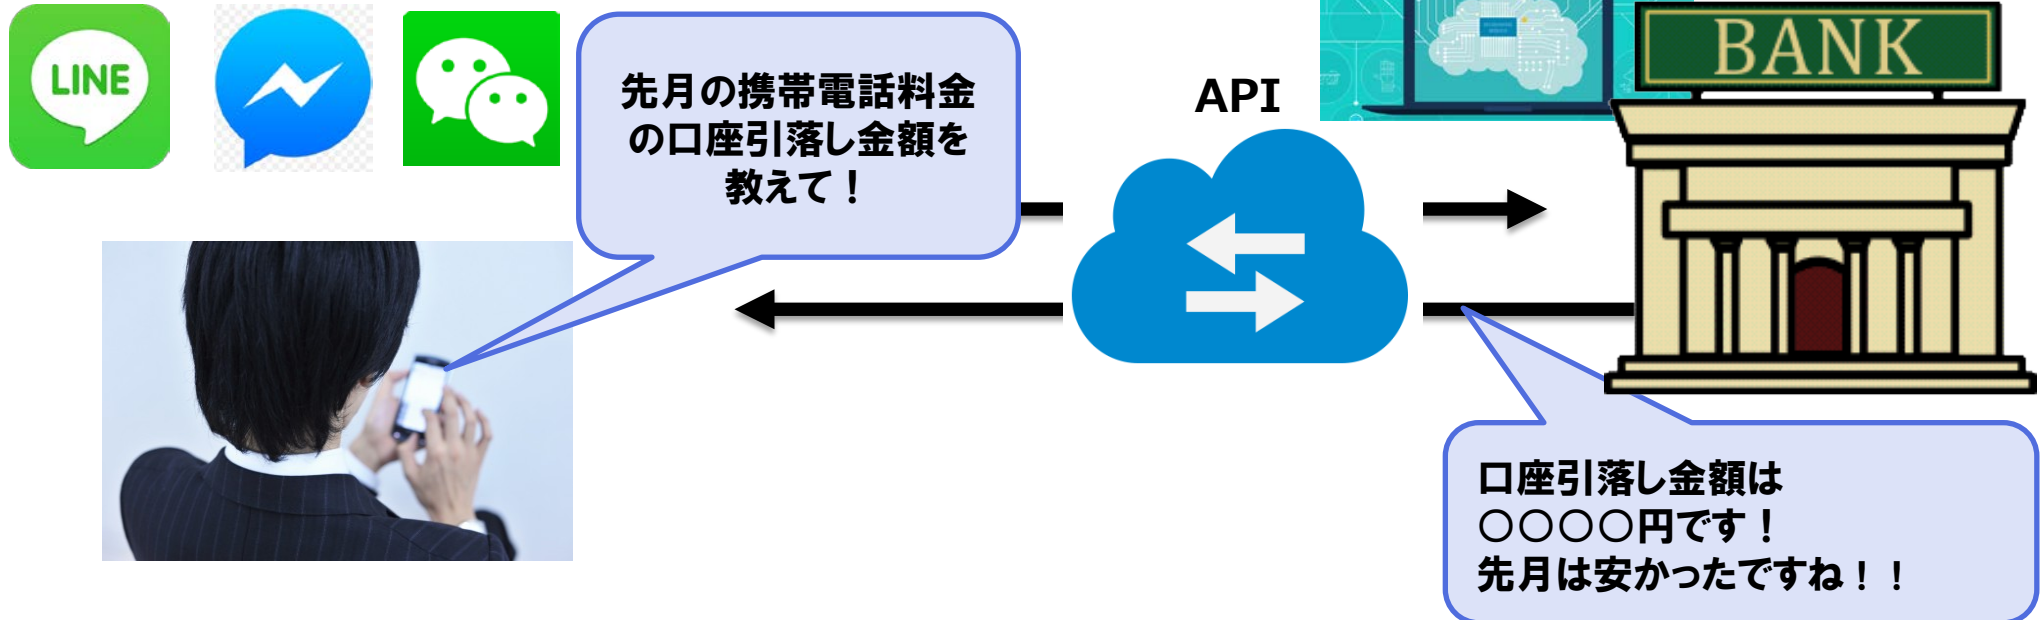 LINE
先月の携帯電話料金
の口座引落し金額を
教えて！
API
BANK
口座引落し金額は
○○○○円です！
先月は安かったですね！！